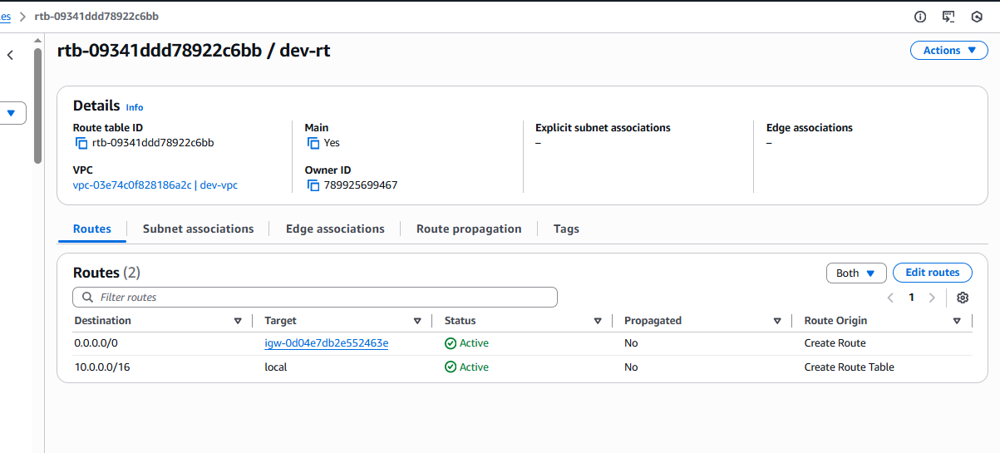 es > rtb-09341ddd78922c6bb
rtb-09341ddd78922c6bb / dev-rt
Actions
Details Info
Route table ID
rtb-09341ddd78922c6bb
Main
Yes
Explicit subnet associations
–
Edge associations
–
VPC
vpc-03e74c0f828186a2c | dev-vpc
Owner ID
789925699467
Routes Subnet associations Edge associations Route propagation Tags
Routes (2)
Both
Edit routes
Filter routes
1
Destination Target Status Propagated Route Origin
0.0.0.0/0 igw-0d04e7db2e552463e Active No Create Route
10.0.0.0/16 local Active No Create Route Table